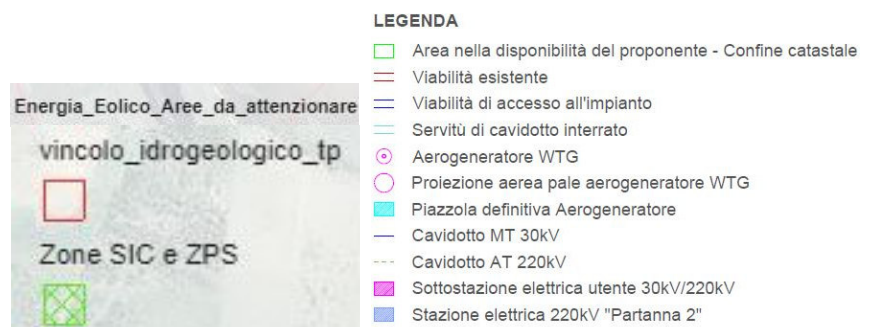 Energia_Eolico_Aree_da_attenzionare
vincolo_idrogeologico_tp
Zone SIC e ZPS
LEGENDA
Area nella disponibilità del proponente - Confine catastale
Viabilità esistente
Viabilità di accesso all'impianto
Servitù di cavidotto interrato
Aerogeneratore WTG
Proiezione aerea pale aerogeneratore WTG
Piazzola definitiva Aerogeneratore
Cavidotto MT 30kV
Cavidotto AT 220kV
Sottostazione elettrica utente 30kV/220kV
Stazione elettrica 220kV "Partanna 2"